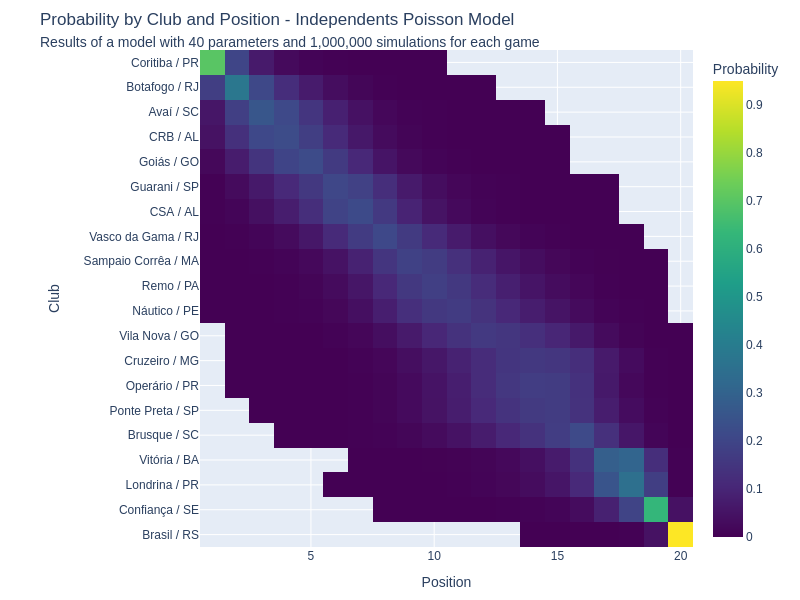 Probability by Club and Position - Independents Poisson Model
Results of a model with 40 parameters and 1,000,000 simulations for each game
Coritiba / PR
Botafogo / RJ
Avaí / SC
CRB / AL
Goiás / GO
Guarani / SP
CSA / AL
Vasco da Gama / RJ
Sampaio Corrêa / MA
Remo / PA
Náutico / PE
Vila Nova / GO
Cruzeiro / MG
Operário / PR
Ponte Preta / SP
Brusque / SC
Vitória / BA
Londrina / PR
Confiança / SE
Brasil / RS
Club
5
10
15
20
Position
Probability
0.9
0.8
0.7
0.6
0.5
0.4
0.3
0.2
0.1
0